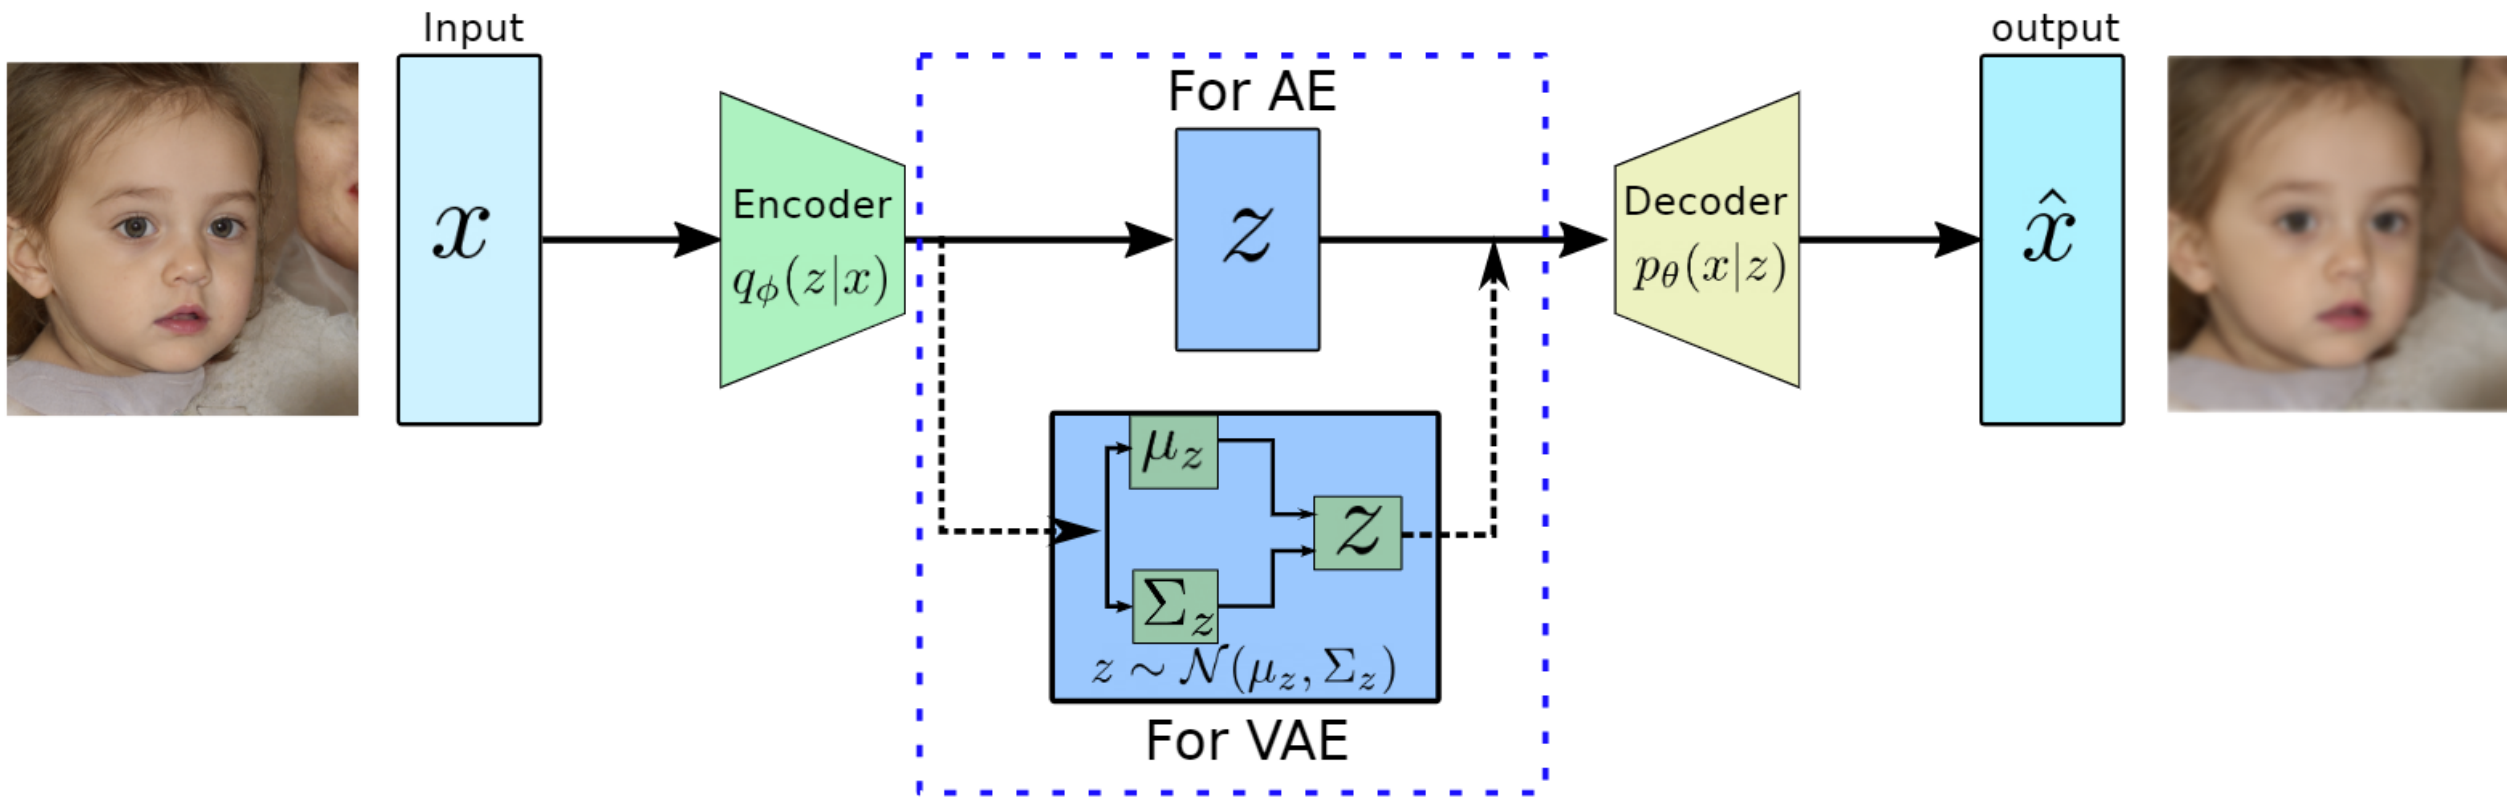 Input
output
For AE
x
Encoder
q_ϕ(z|x)
z
Decoder
p_θ(x|z)
x̂
μ_z
z
Σ_z
z ∼ 𝒩(μ_z, Σ_z)
For VAE